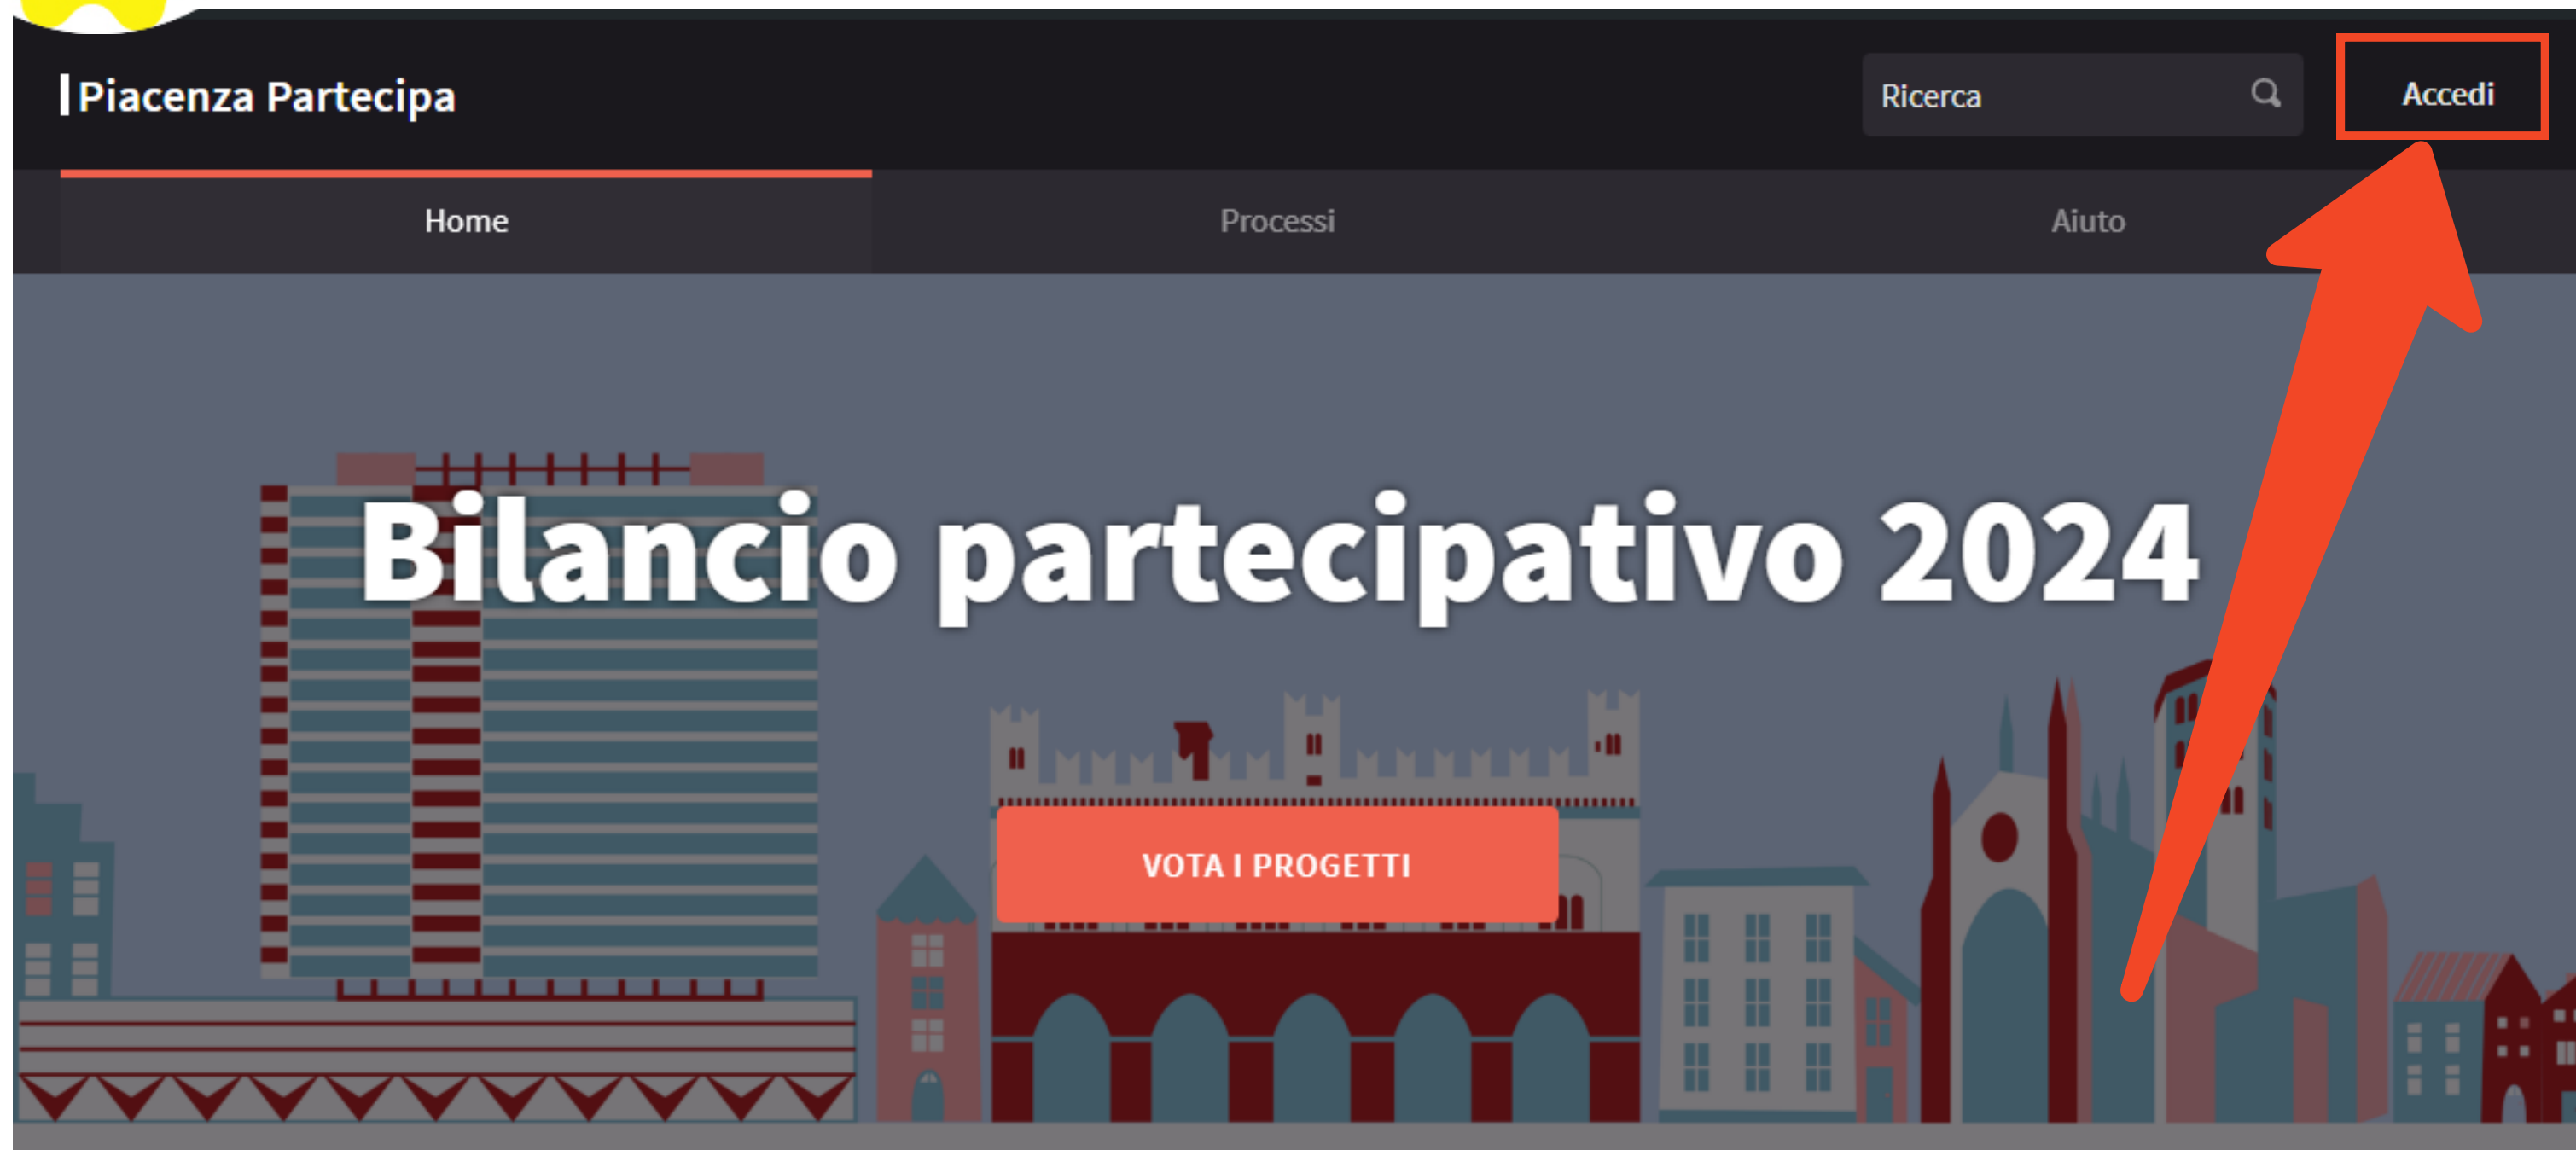 Piacenza Partecipa
Ricerca
Accedi
Home
Processi
Aiuto
Bilancio partecipativo 2024
VOTA I PROGETTI